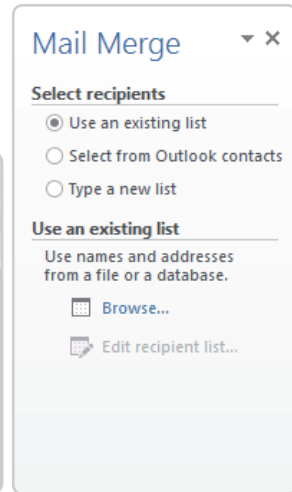 Mail Merge
Select recipients
Use an existing list
Select from Outlook contacts
Type a new list
Use an existing list
Use names and addresses
from a file or a database.
Browse...
Edit recipient list...